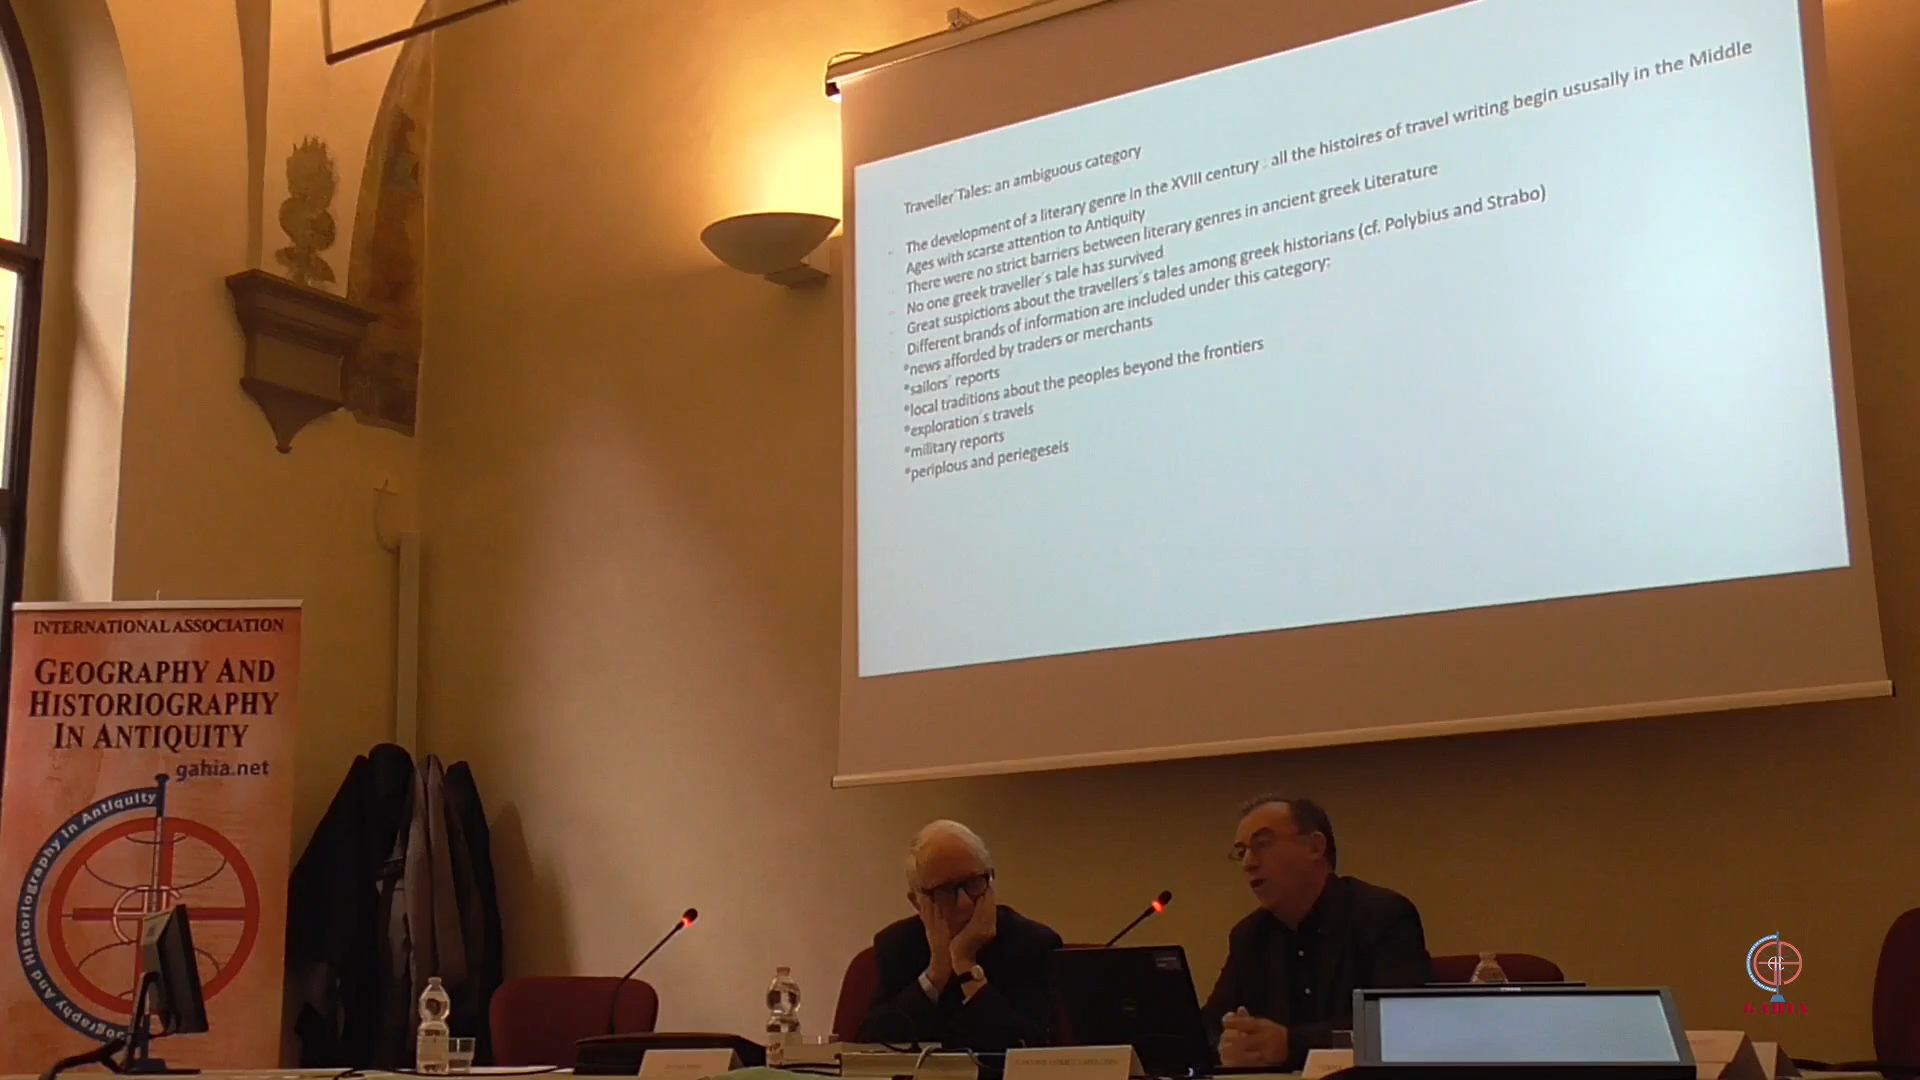 Traveller´Tales: an ambiguous category
- The development of a literary genre in the XVIII century : all the histoires of travel writing begin ususally in the Middle
Ages with scarse attention to Antiquity
- There were no strict barriers between literary genres in ancient greek Literature
- No one greek traveller´s tale has survived
- Great suspictions about the travellers´s tales among greek historians (cf. Polybius and Strabo)
- Different brands of information are included under this category:
*news afforded by traders or merchants
*sailors´ reports
*local traditions about the peoples beyond the frontiers
*exploration´s travels
*military reports
*periplous and periegeseis
INTERNATIONAL ASSOCIATION
GEOGRAPHY AND
HISTORIOGRAPHY
IN ANTIQUITY
gahia.net
Geography And Historiography In Antiquity
GAHIA